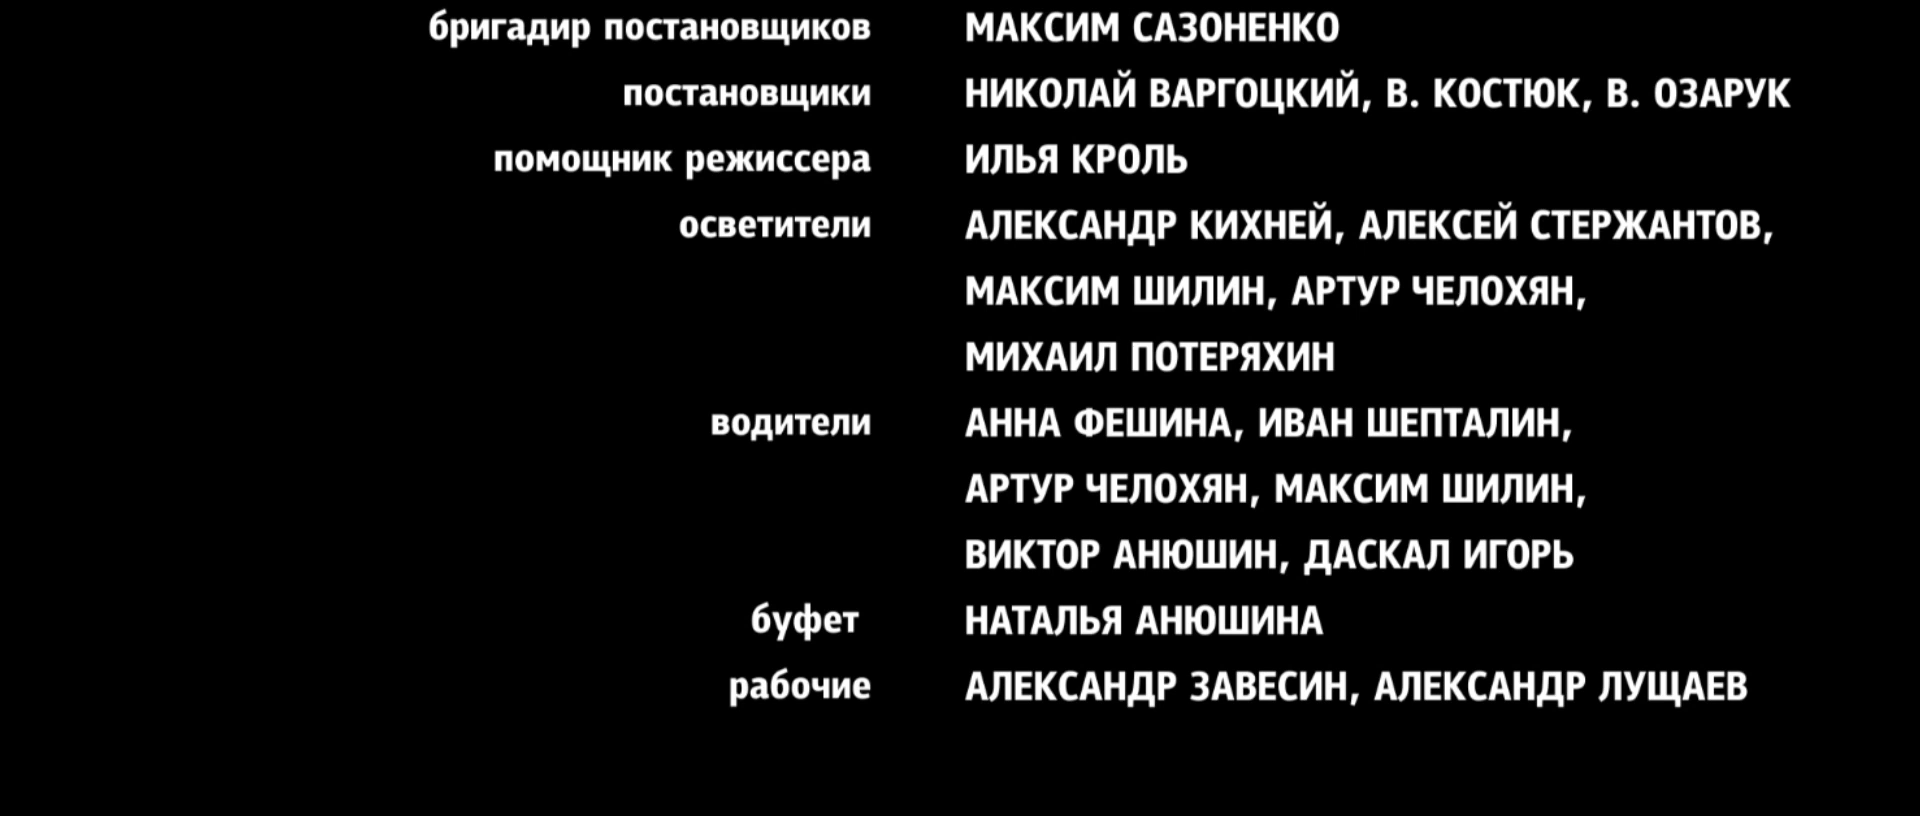 бригадир постановщиков МАКСИМ САЗОНЕНКО
постановщики НИКОЛАЙ ВАРГОЦКИЙ, В. КОСТЮК, В. ОЗАРУК
помощник режиссера ИЛЬЯ КРОЛЬ
осветители АЛЕКСАНДР КИХНЕЙ, АЛЕКСЕЙ СТЕРЖАНТОВ,
МАКСИМ ШИЛИН, АРТУР ЧЕЛОХЯН,
МИХАИЛ ПОТЕРЯХИН
водители АННА ФЕШИНА, ИВАН ШЕПТАЛИН,
АРТУР ЧЕЛОХЯН, МАКСИМ ШИЛИН,
ВИКТОР АНЮШИН, ДАСКАЛ ИГОРЬ
буфет НАТАЛЬЯ АНЮШИНА
рабочие АЛЕКСАНДР ЗАВЕСИН, АЛЕКСАНДР ЛУЩАЕВ